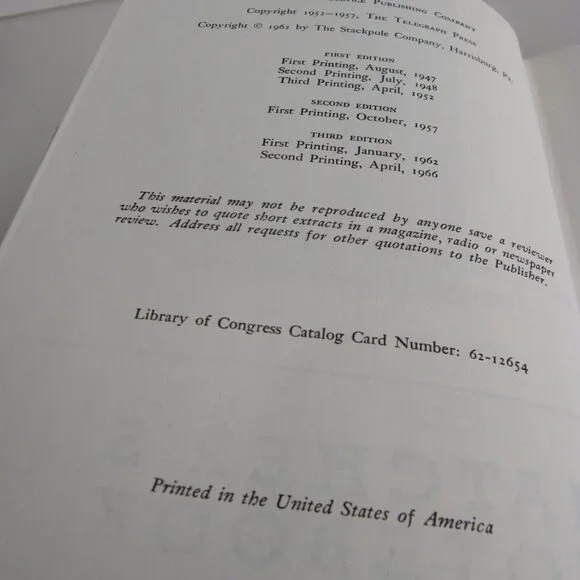 Publishing Company
Copyright 1952–1957, The Telegraph Press
Copyright © 1962 by The Stackpole Company, Harrisburg, Pa.
FIRST EDITION
First Printing, August, 1947
Second Printing, July, 1948
Third Printing, April, 1952
SECOND EDITION
First Printing, October, 1957
THIRD EDITION
First Printing, January, 1962
Second Printing, April, 1966
This material may not be reproduced by anyone save a reviewer
who wishes to quote short extracts in a magazine, radio or newspaper
review. Address all requests for other quotations to the Publisher.
Library of Congress Catalog Card Number: 62-12654
Printed in the United States of America